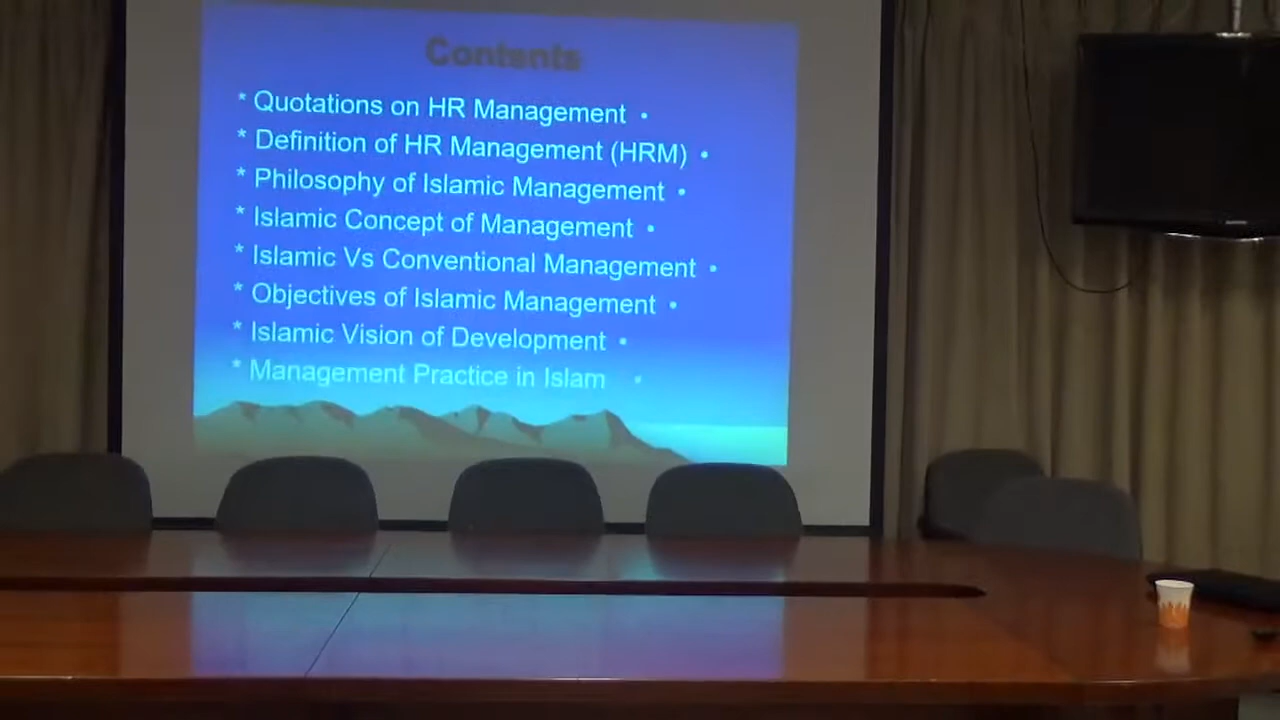 Contents
* Quotations on HR Management •
* Definition of HR Management (HRM) •
* Philosophy of Islamic Management •
* Islamic Concept of Management •
* Islamic Vs Conventional Management •
* Objectives of Islamic Management •
* Islamic Vision of Development •
* Management Practice in Islam •